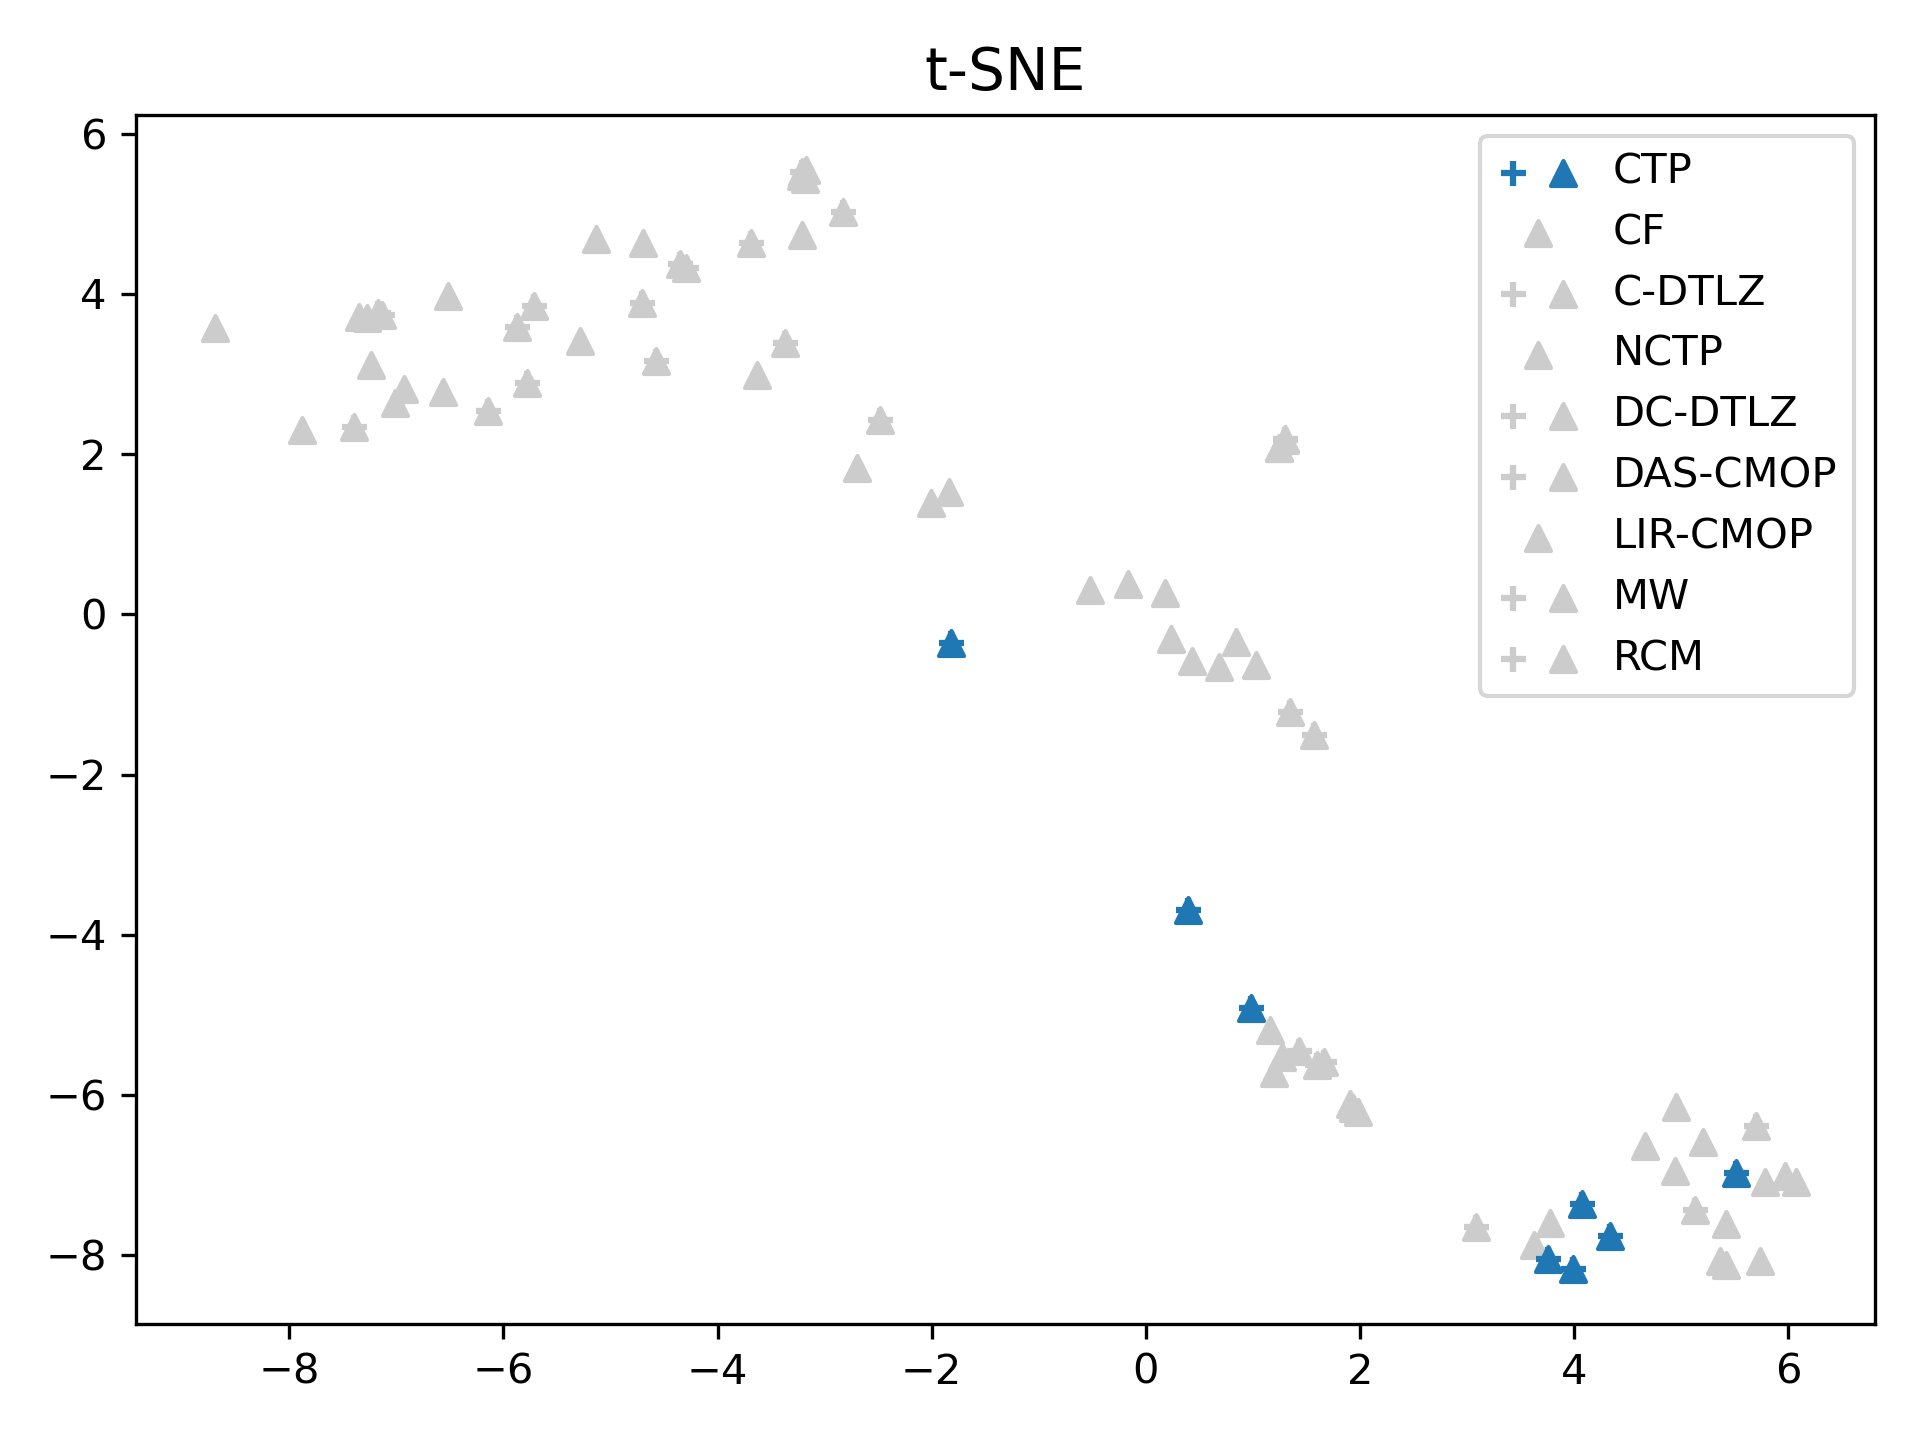 t-SNE
6
4
2
0
−2
−4
−6
−8
−8 −6 −4 −2 0 2 4 6
CTP
CF
C-DTLZ
NCTP
DC-DTLZ
DAS-CMOP
LIR-CMOP
MW
RCM